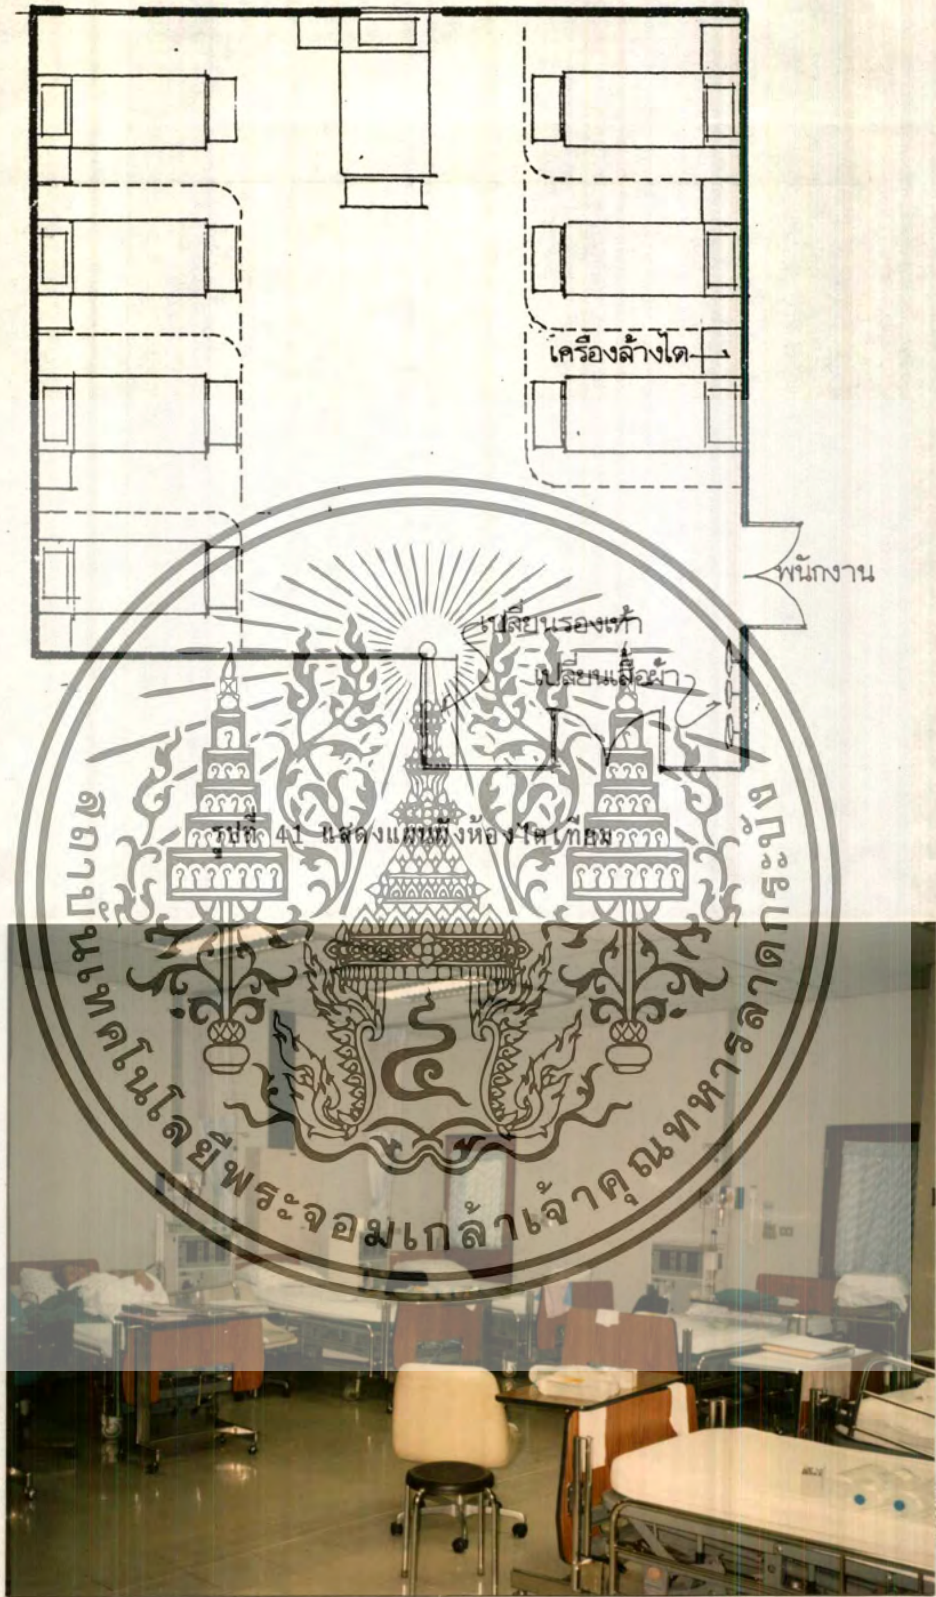 เครื่องล้างไต
พนักงาน
เปลี่ยนรองเท้า
เปลี่ยนเสื้อผ้า
รูปที่ 41 แสดงแผนผังห้องไตเทียม
สถาบันเทคโนโลยีพระจอมเกล้าเจ้าคุณทหารลาดกระบัง